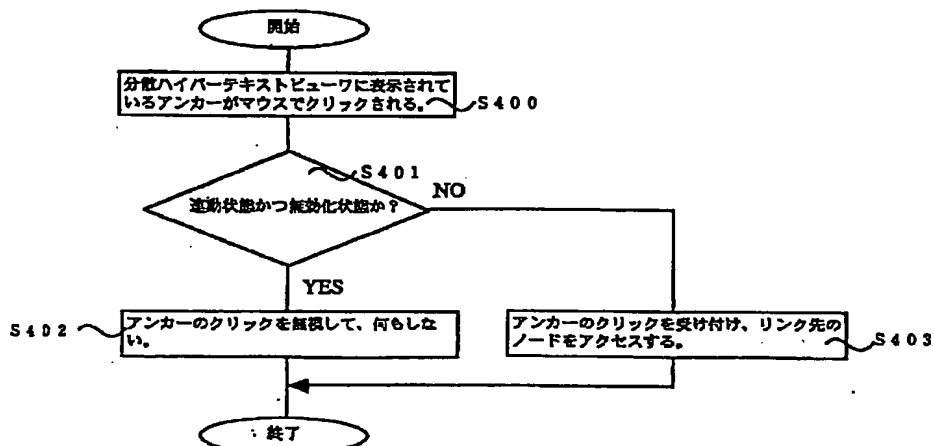 開始
分散ハイパーテキストビューワに表示されて
いるアンカーがマウスでクリックされる。
S400
S401
連動状態かつ無効化状態か?
NO
YES
S402
アンカーのクリックを無視して、何もしな
い。
アンカーのクリックを受け付け、リンク先の
ノードをアクセスする。
S403
終了